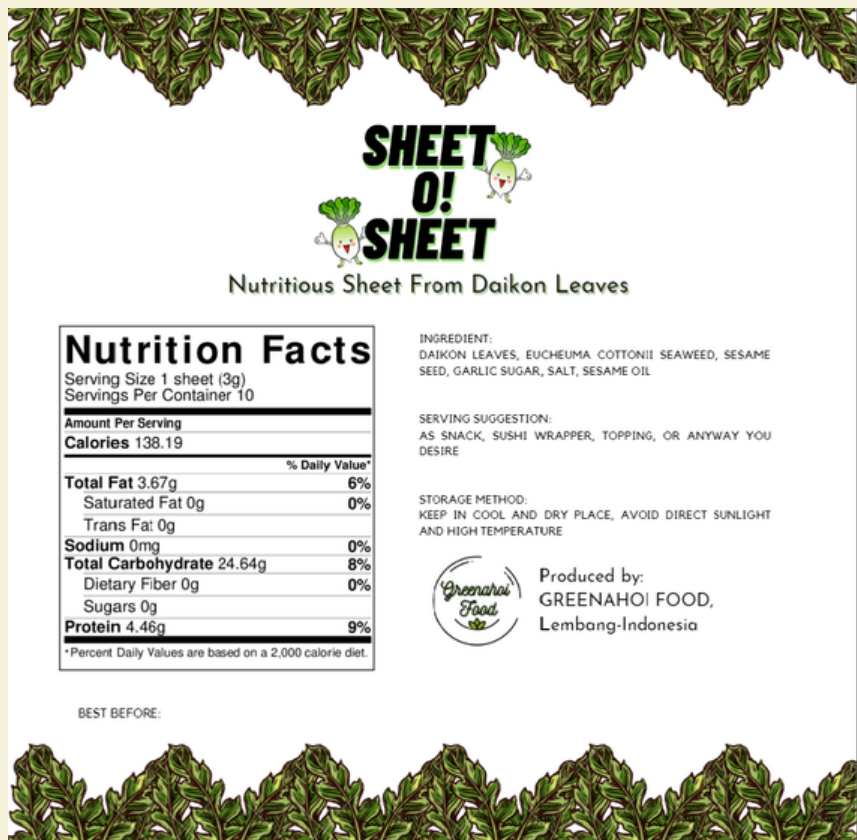 SHEET
O!
SHEET
Nutritious Sheet From Daikon Leaves
Nutrition Facts
Serving Size 1 sheet (3g)
Servings Per Container 10
Amount Per Serving
Calories 138.19
% Daily Value*
Total Fat 3.67g 6%
Saturated Fat 0g 0%
Trans Fat 0g
Sodium 0mg 0%
Total Carbohydrate 24.64g 8%
Dietary Fiber 0g 0%
Sugars 0g
Protein 4.46g 9%
*Percent Daily Values are based on a 2,000 calorie diet.
BEST BEFORE:
INGREDIENT:
DAIKON LEAVES, EUCHEUMA COTTONII SEAWEED, SESAME
SEED, GARLIC SUGAR, SALT, SESAME OIL
SERVING SUGGESTION:
AS SNACK, SUSHI WRAPPER, TOPPING, OR ANYWAY YOU
DESIRE
STORAGE METHOD:
KEEP IN COOL AND DRY PLACE, AVOID DIRECT SUNLIGHT
AND HIGH TEMPERATURE
Greenahoi
Food
Produced by:
GREENAHOI FOOD,
Lembang-Indonesia